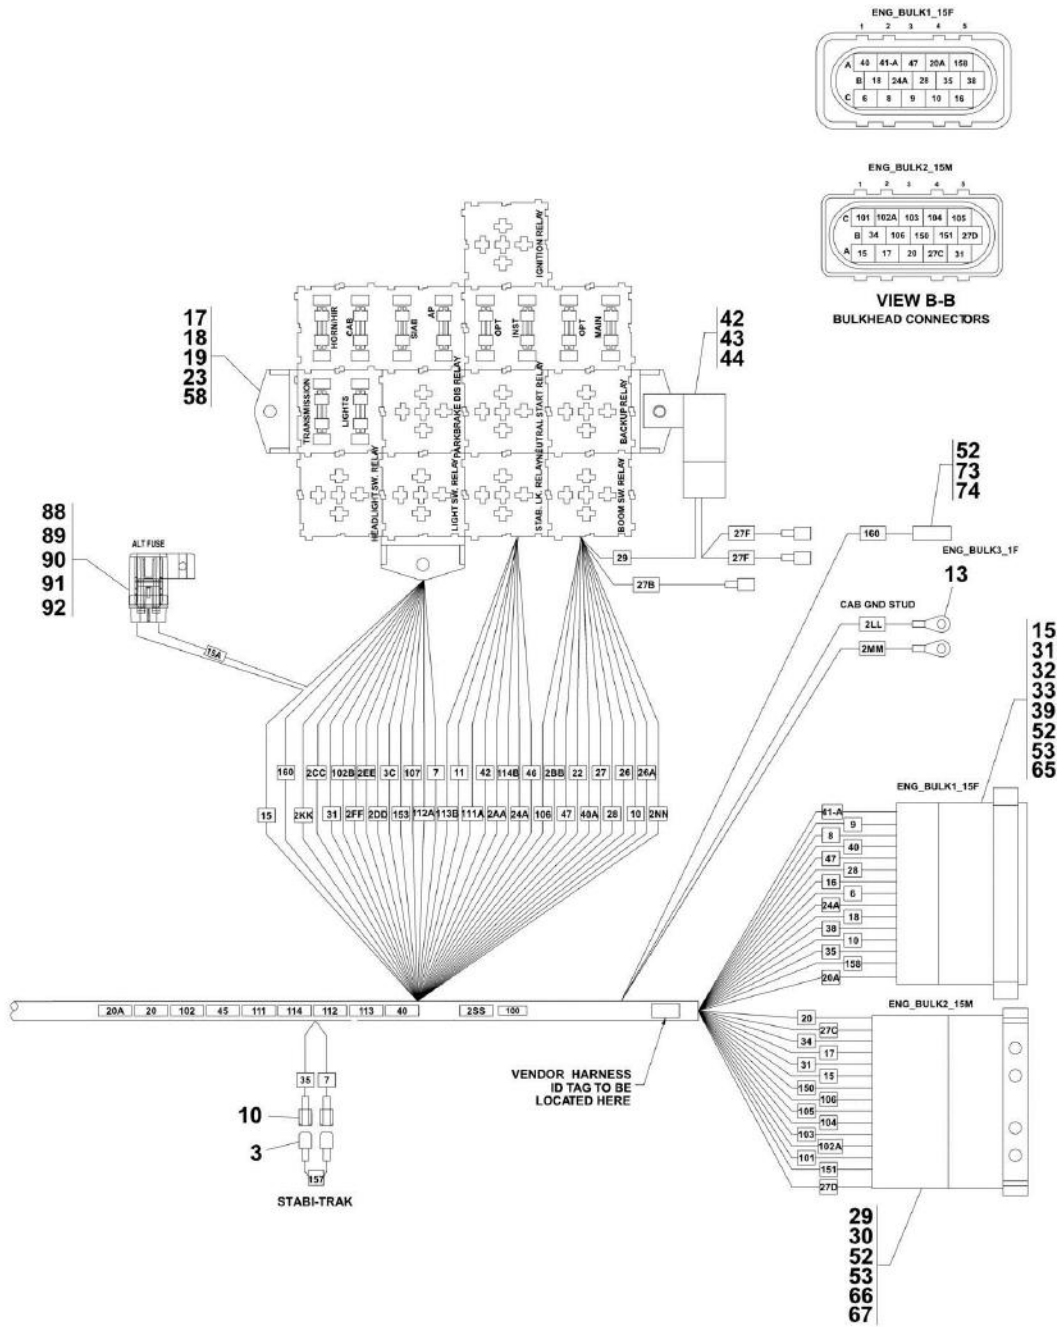 ENG_BULK1_15F
1 2 3 4 5
A 40 41-A 47 20A 158
B 18 24A 28 35 38
C 6 8 9 10 16
ENG_BULK2_15M
1 2 3 4 5
C 101 102A 103 104 105
B 34 106 150 151 27D
A 15 17 20 27C 31
VIEW B-B
BULKHEAD CONNECTORS
IGNITION RELAY
HORN/HIR
CAB
AP
OPT
INST
OPT
MAIN
TRANSMISSION
LIGHTS
PARKBRAKE DIS RELAY
NEUTRAL START RELAY
BACKUP RELAY
HEADLIGHT SW. RELAY
LIGHT SW. RELAY
STAB. LK. RELAY
BOOM SW. RELAY
17
18
19
23
58
42
43
44
52
73
74
88
89
90
91
92
ALT FUSE
15A
29
27F
27F
27B
160
ENG_BULK3_1F
13
CAB GND STUD
2LL
2MM
15
31
32
33
39
52
53
65
160 2CC 102B 2EE 3C 107 7 11 42 114B 46 2BB 22 27 26 26A
15 2KK 31 2FF 2DD 153 112A 113B 111A 2AA 24A 106 47 40A 28 10 2NN
ENG_BULK1_15F
41-A
9
8
40
47
28
16
6
24A
18
38
10
35
158
20A
20A 20 102 45 111 114 112 113 40 2SS 100
ENG_BULK2_15M
20
27C
34
17
31
15
150
106
105
104
103
102A
101
151
27D
VENDOR HARNESS
ID TAG TO BE
LOCATED HERE
35 7
10
3
157
STABI-TRAK
29
30
52
53
66
67